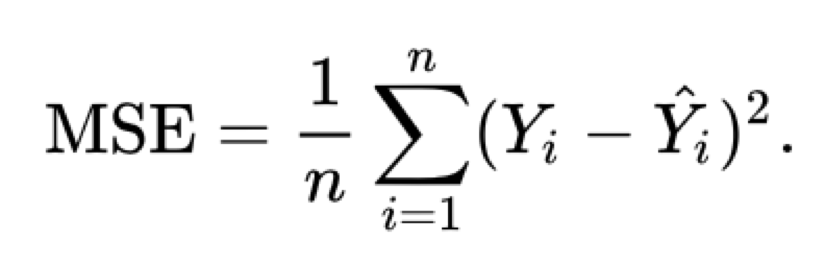 MSE = \frac{1}{n} \sum_{i=1}^{n} (Y_i - \hat{Y}_i)^2.